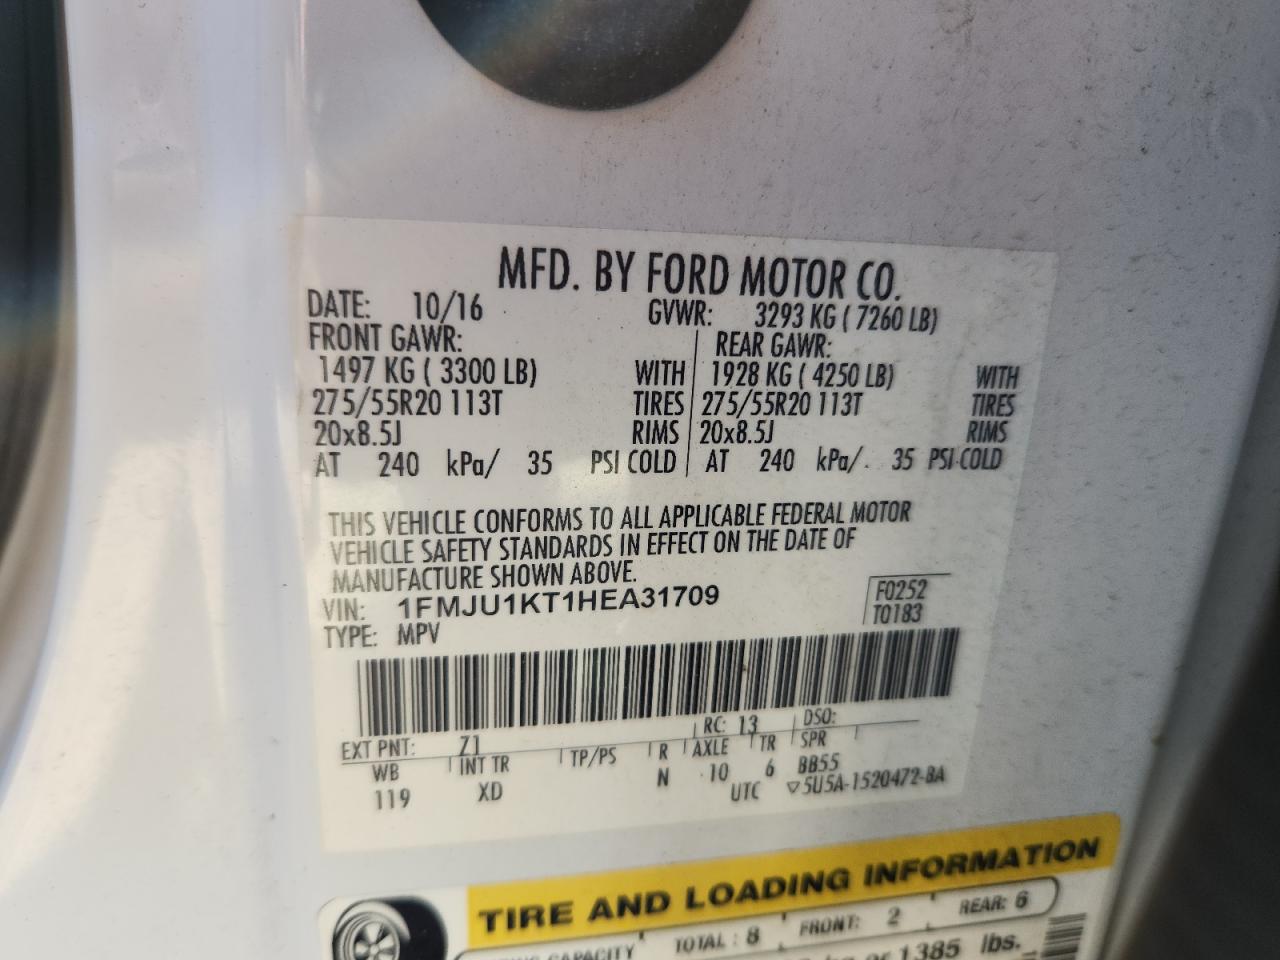 MFD. BY FORD MOTOR CO.
DATE: 10/16 GVWR: 3293 KG ( 7260 LB)
FRONT GAWR: REAR GAWR:
1497 KG ( 3300 LB) WITH 1928 KG ( 4250 LB) WITH
275/55R20 113T TIRES 275/55R20 113T TIRES
20x8.5J RIMS 20x8.5J RIMS
AT 240 kPa/ 35 PSI COLD AT 240 kPa/ 35 PSI COLD
THIS VEHICLE CONFORMS TO ALL APPLICABLE FEDERAL MOTOR
VEHICLE SAFETY STANDARDS IN EFFECT ON THE DATE OF
MANUFACTURE SHOWN ABOVE.
VIN: 1FMJU1KT1HEA31709 F0252
TYPE: MPV T0183
EXT PNT: Z1 RC: 13 DSO:
WB INT TR TP/PS R AXLE TR SPR
119 XD N 10 6 BB55
UTC ▽5U5A-1520472-BA
TIRE AND LOADING INFORMATION
CAPACITY TOTAL : 8 FRONT: 2 REAR: 6
or 1385 lbs.